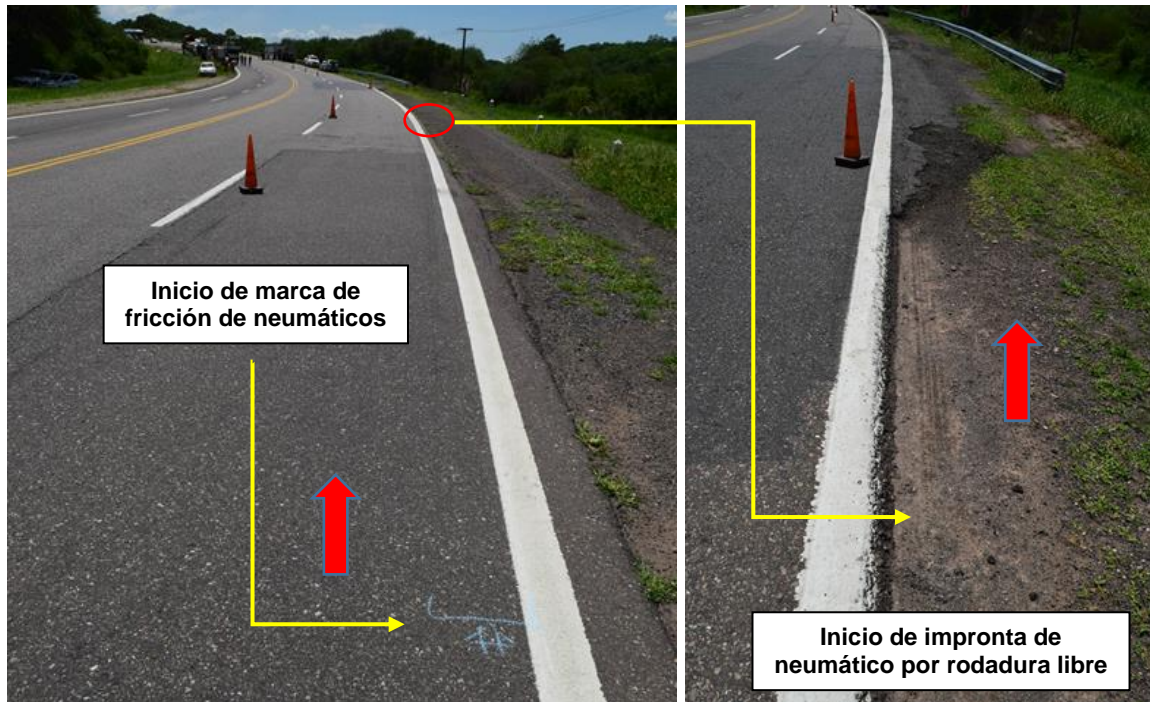 Inicio de marca de
fricción de neumáticos
Inicio de impronta de
neumático por rodadura libre